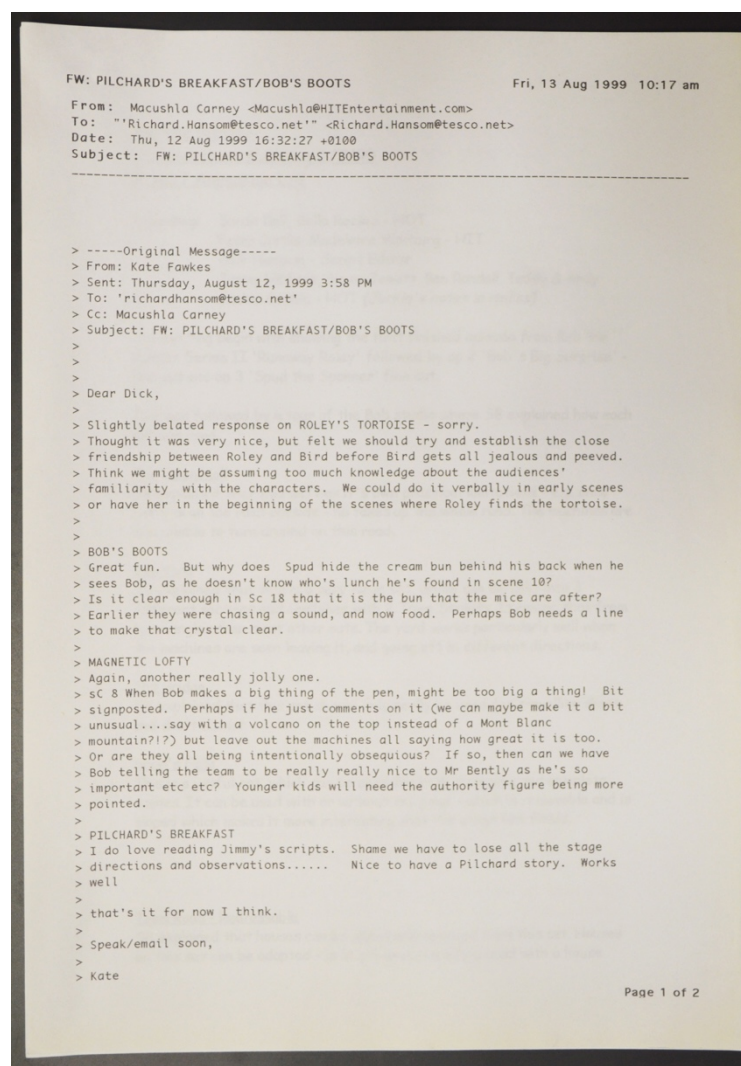 FW: PILCHARD'S BREAKFAST/BOB'S BOOTS Fri, 13 Aug 1999 10:17 am
From: Macushla Carney <Macushla@HITEntertainment.com>
To: "'Richard.Hansom@tesco.net'" <Richard.Hansom@tesco.net>
Date: Thu, 12 Aug 1999 16:32:27 +0100
Subject: FW: PILCHARD'S BREAKFAST/BOB'S BOOTS
--------------------------------------------------------------------------------
> -----Original Message-----
> From: Kate Fawkes
> Sent: Thursday, August 12, 1999 3:58 PM
> To: 'richardhansom@tesco.net'
> Cc: Macushla Carney
> Subject: FW: PILCHARD'S BREAKFAST/BOB'S BOOTS
>
>
>
> Dear Dick,
>
> Slightly belated response on ROLEY'S TORTOISE - sorry.
> Thought it was very nice, but felt we should try and establish the close
> friendship between Roley and Bird before Bird gets all jealous and peeved.
> Think we might be assuming too much knowledge about the audiences'
> familiarity  with the characters.  We could do it verbally in early scenes
> or have her in the beginning of the scenes where Roley finds the tortoise.
>
>
> BOB'S BOOTS
> Great fun.   But why does  Spud hide the cream bun behind his back when he
> sees Bob, as he doesn't know who's lunch he's found in scene 10?
> Is it clear enough in Sc 18 that it is the bun that the mice are after?
> Earlier they were chasing a sound, and now food.  Perhaps Bob needs a line
> to make that crystal clear.
>
> MAGNETIC LOFTY
> Again, another really jolly one.
> sC 8 When Bob makes a big thing of the pen, might be too big a thing!  Bit
> signposted.  Perhaps if he just comments on it (we can maybe make it a bit
> unusual....say with a volcano on the top instead of a Mont Blanc
> mountain?!?) but leave out the machines all saying how great it is too.
> Or are they all being intentionally obsequious?  If so, then can we have
> Bob telling the team to be really really nice to Mr Bently as he's so
> important etc etc?  Younger kids will need the authority figure being more
> pointed.
>
> PILCHARD'S BREAKFAST
> I do love reading Jimmy's scripts.  Shame we have to lose all the stage
> directions and observations......   Nice to have a Pilchard story.  Works
> well
>
> that's it for now I think.
>
> Speak/email soon,
>
> Kate
Page 1 of 2